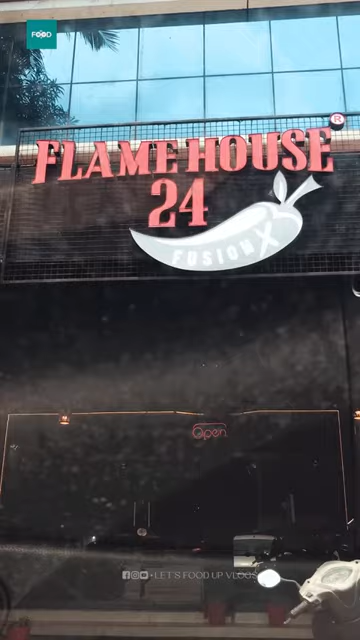 FOOD
®
FLAME HOUSE
24
FUSION X
Open
LET'S FOOD UP VLOGS